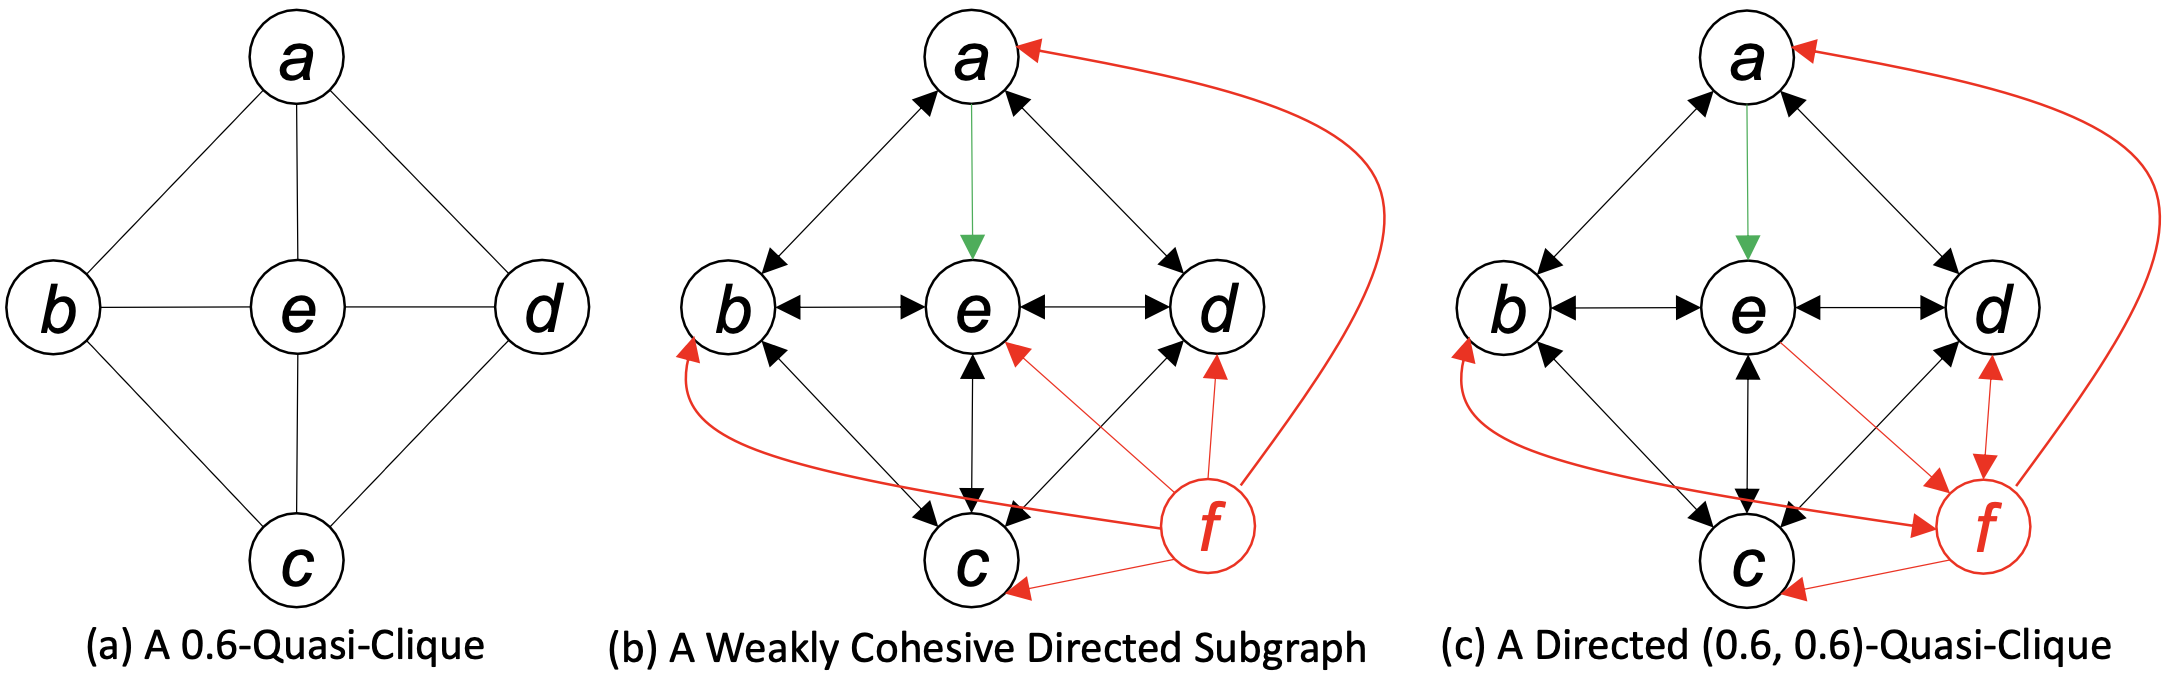 a a a
b e d b e d b e d
f f
c c c
(a) A 0.6-Quasi-Clique (b) A Weakly Cohesive Directed Subgraph (c) A Directed (0.6, 0.6)-Quasi-Clique